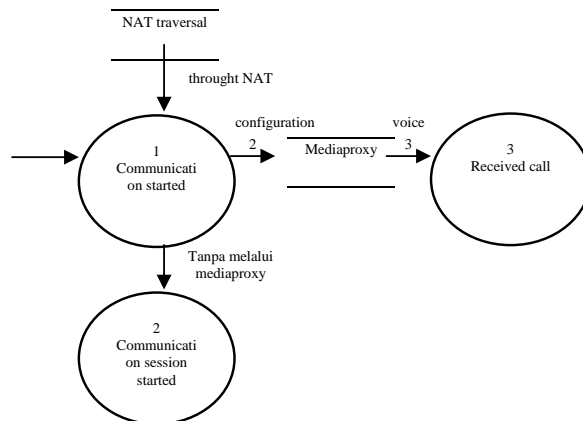 NAT traversal
throught NAT
configuration
voice
1
Communicati
on started
2
Mediaproxy
3
3
Received call
Tanpa melalui
mediaproxy
2
Communicati
on session
started